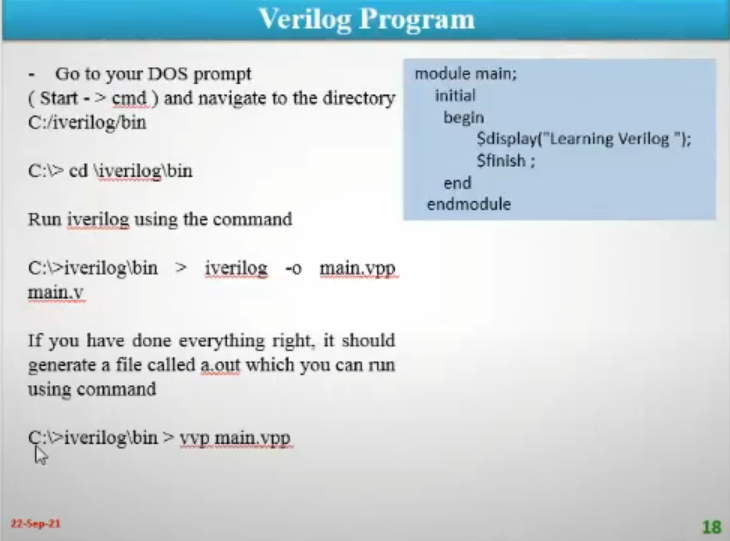 Verilog Program
- Go to your DOS prompt
( Start - > cmd ) and navigate to the directory
C:/iverilog/bin
C:\> cd \iverilog\bin
Run iverilog using the command
C:\>iverilog\bin > iverilog -o main.vpp
main.v
If you have done everything right, it should
generate a file called a.out which you can run
using command
C:\>iverilog\bin > vvp main.vpp
module main;
initial
begin
$display("Learning Verilog ");
$finish ;
end
endmodule
22-Sep-21
18